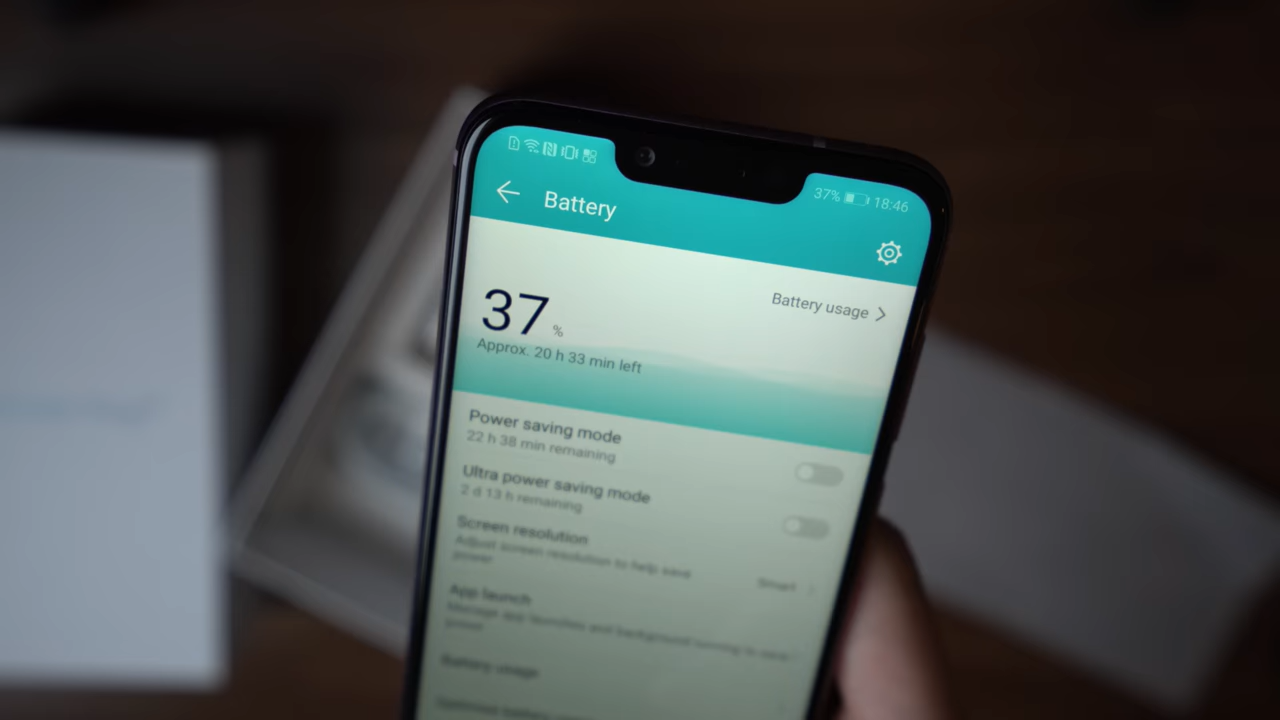 37% 18:46
Battery
Battery usage
37 %
Approx. 20 h 33 min left
Power saving mode
22 h 38 min remaining
Ultra power saving mode
2 d 13 h remaining
Screen resolution
Adjust screen resolution to help save
power
Smart
App launch
Manage app launches and background running to save
power
Battery usage